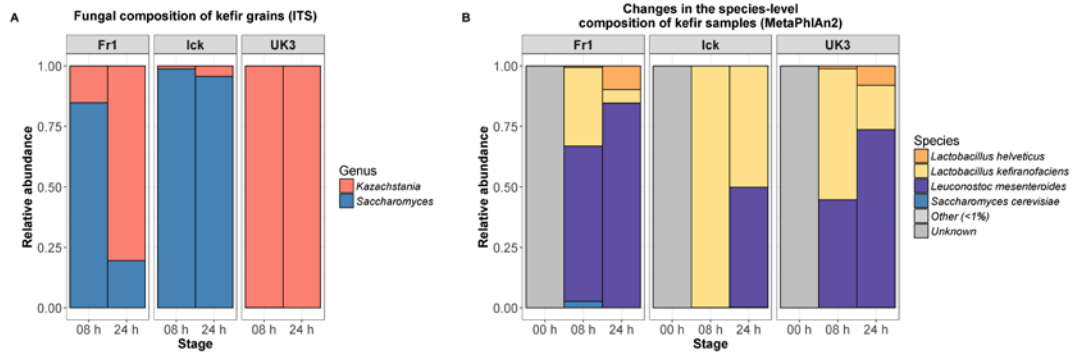 A
Fungal composition of kefir grains (ITS)
Fr1
Ick
UK3
1.00
0.75
0.50
0.25
0.00
Relative abundance
08 h
24 h
08 h
24 h
08 h
24 h
Stage
Genus
Kazachstania
Saccharomyces
B
Changes in the species-level
composition of kefir samples (MetaPhlAn2)
Fr1
Ick
UK3
1.00
0.75
0.50
0.25
0.00
Relative abundance
00 h
08 h
24 h
00 h
08 h
24 h
00 h
08 h
24 h
Stage
Species
Lactobacillus helveticus
Lactobacillus kefiranofaciens
Leuconostoc mesenteroides
Saccharomyces cerevisiae
Other (<1%)
Unknown